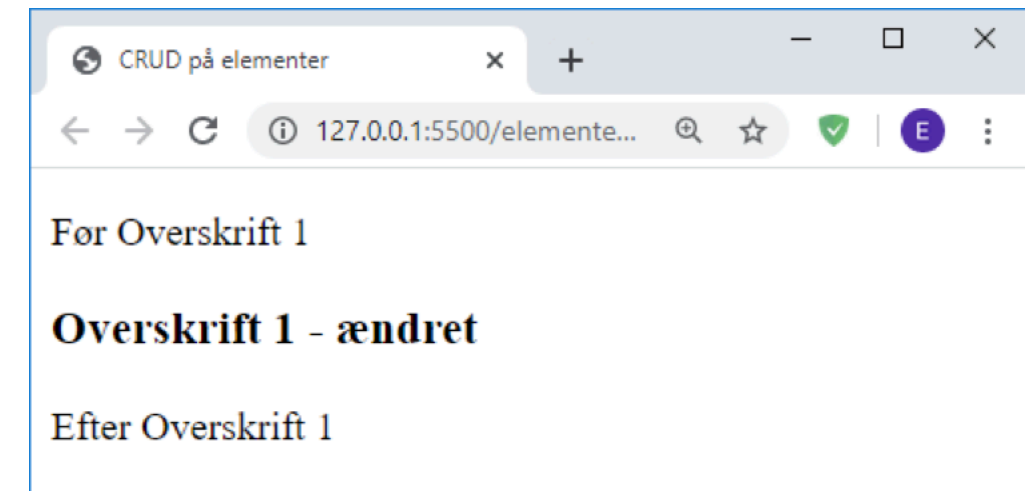 CRUD på elementer
127.0.0.1:5500/elemente...
E
Før Overskrift 1
Overskrift 1 - ændret
Efter Overskrift 1